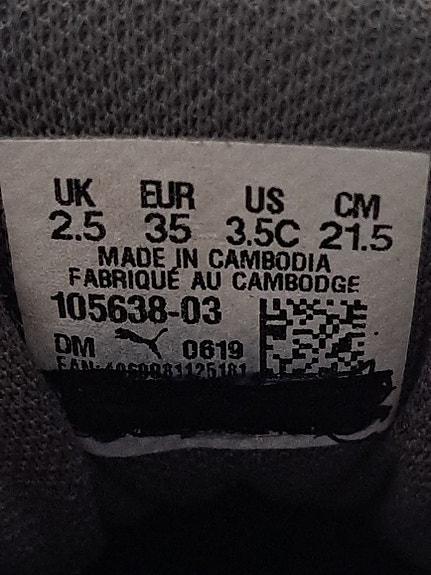 UK EUR US CM
2.5 35 3.5C 21.5
MADE IN CAMBODIA
FABRIQUÉ AU CAMBODGE
105638-03
DM 0619
EAN: